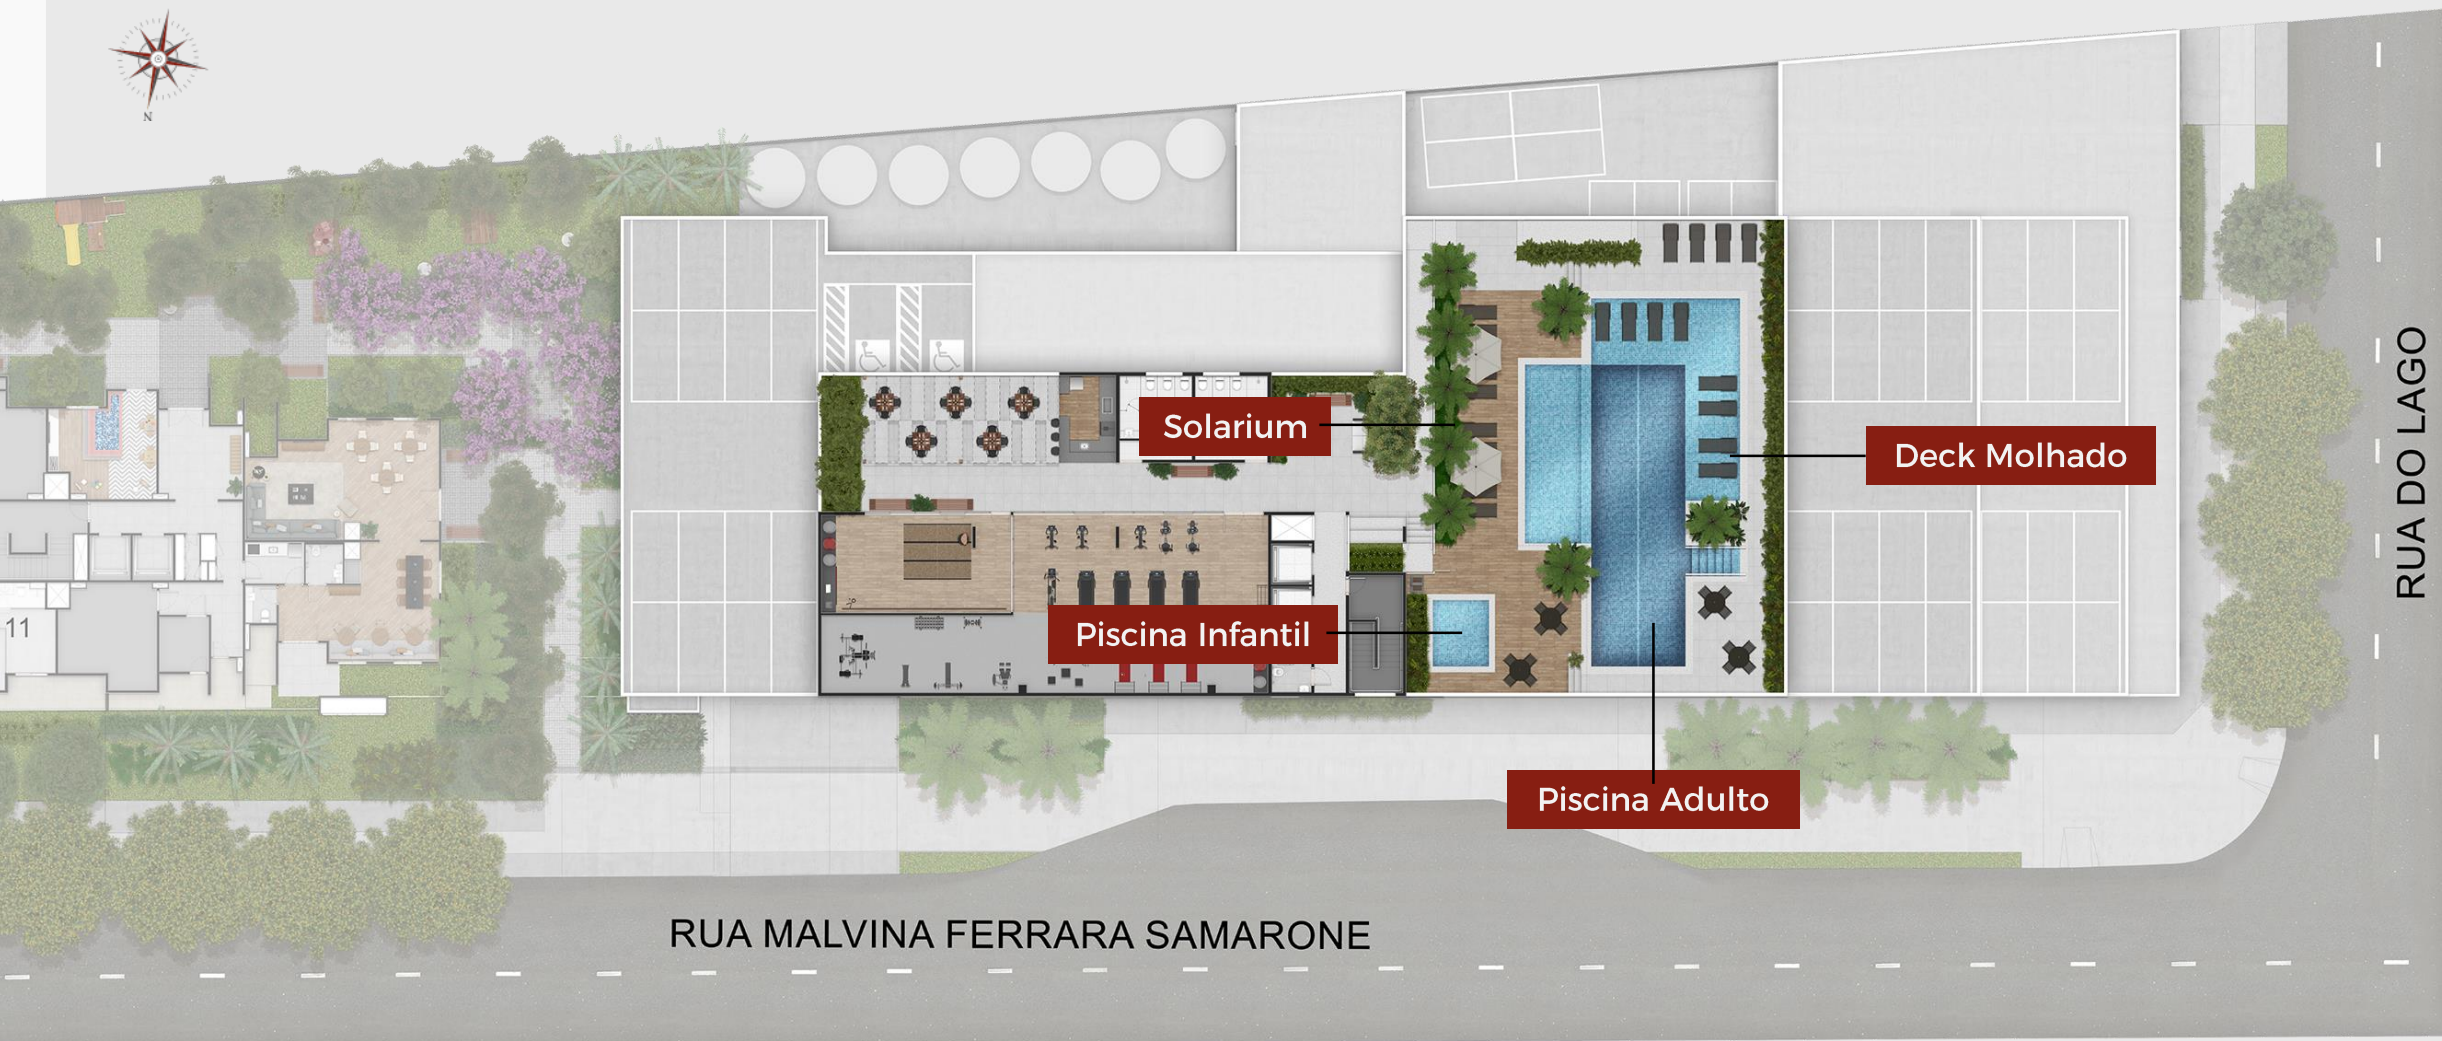 N
Solarium
Deck Molhado
RUA DO LAGO
11
Piscina Infantil
Piscina Adulto
RUA MALVINA FERRARA SAMARONE